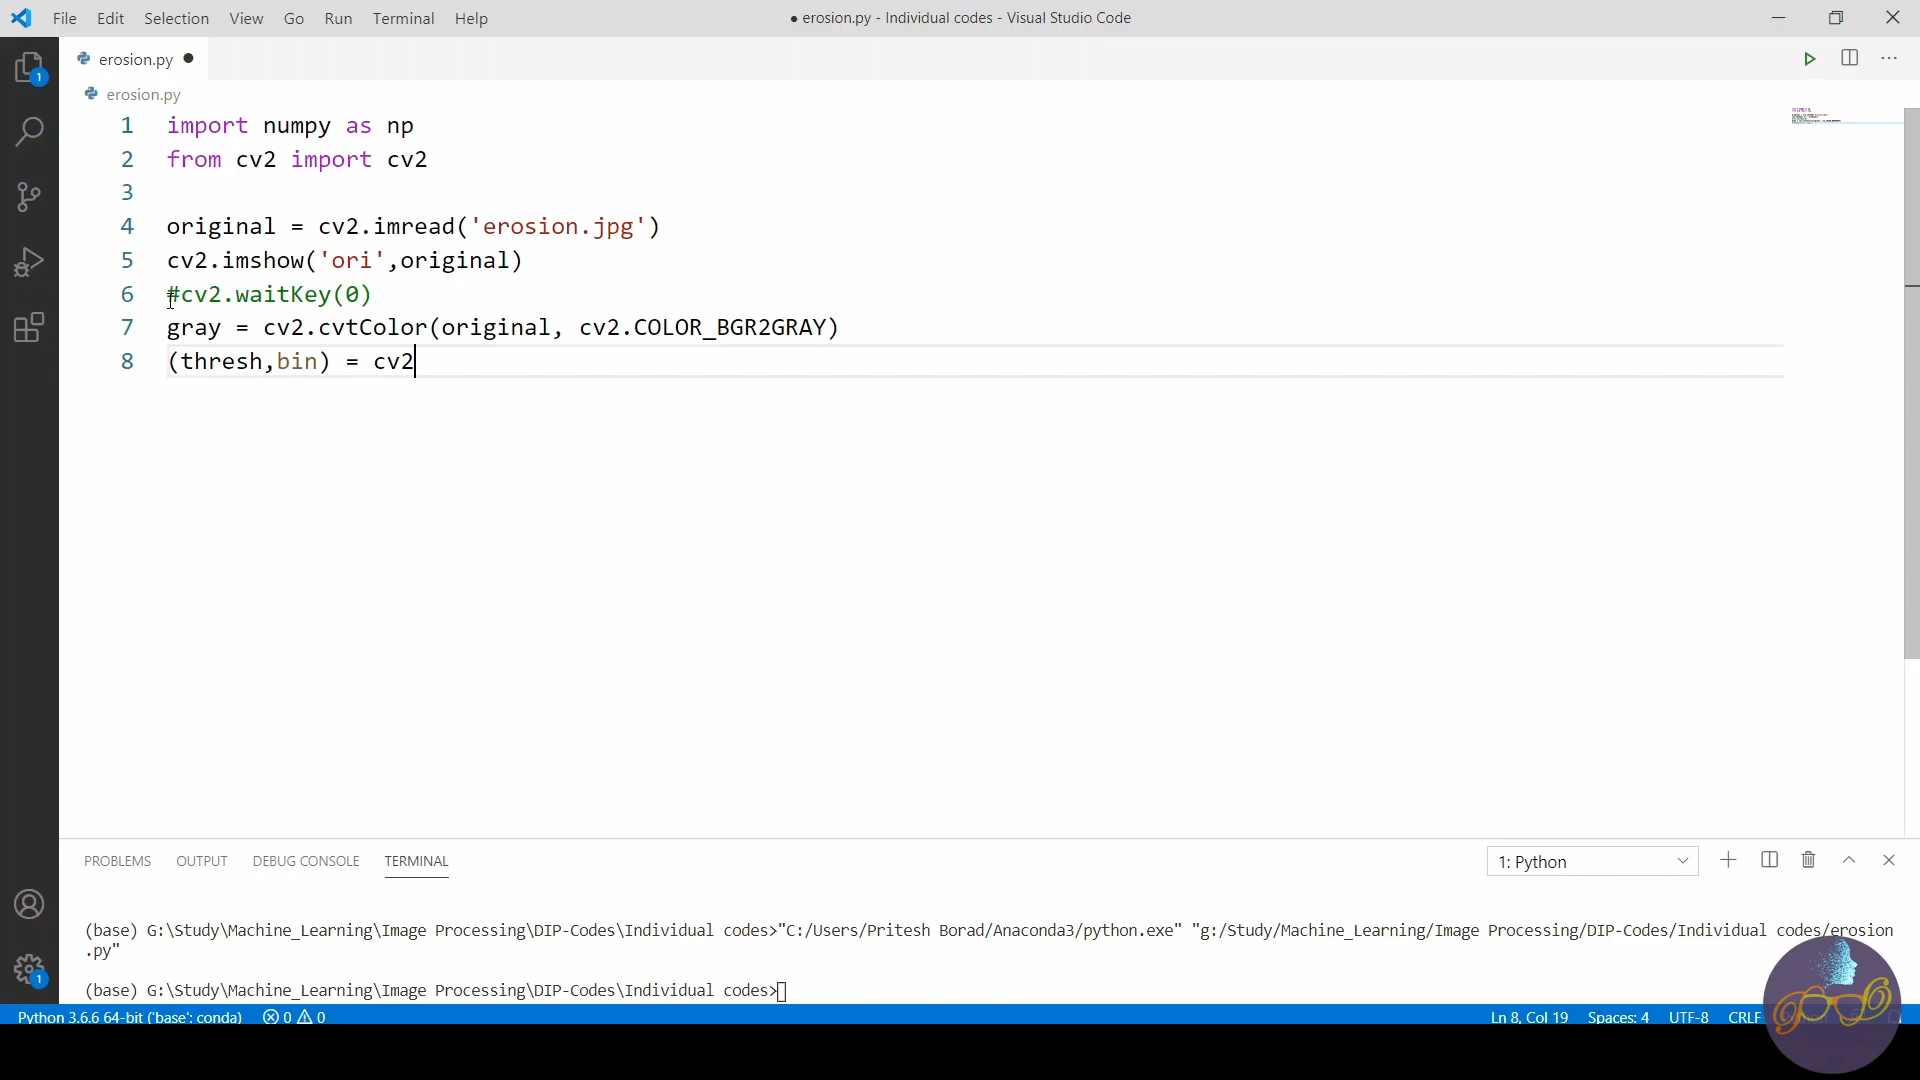 File Edit Selection View Go Run Terminal Help ● erosion.py - Individual codes - Visual Studio Code
1 erosion.py ●
erosion.py
1 import numpy as np
2 from cv2 import cv2
3
4 original = cv2.imread('erosion.jpg')
5 cv2.imshow('ori',original)
6 #cv2.waitKey(0)
7 gray = cv2.cvtColor(original, cv2.COLOR_BGR2GRAY)
8 (thresh,bin) = cv2
PROBLEMS OUTPUT DEBUG CONSOLE TERMINAL 1: Python
(base) G:\Study\Machine_Learning\Image Processing\DIP-Codes\Individual codes>"C:/Users/Pritesh Borad/Anaconda3/python.exe" "g:/Study/Machine_Learning/Image Processing/DIP-Codes/Individual codes/erosion
.py"
(base) G:\Study\Machine_Learning\Image Processing\DIP-Codes\Individual codes>
1
Python 3.6.6 64-bit ('base': conda) 0 0 Ln 8, Col 19 Spaces: 4 UTF-8 CRLF